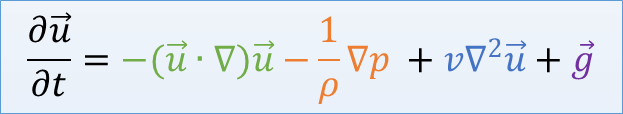 ∂u⃗/∂t = −(u⃗ · ∇)u⃗ − 1/ρ ∇p + v∇²u⃗ + g⃗